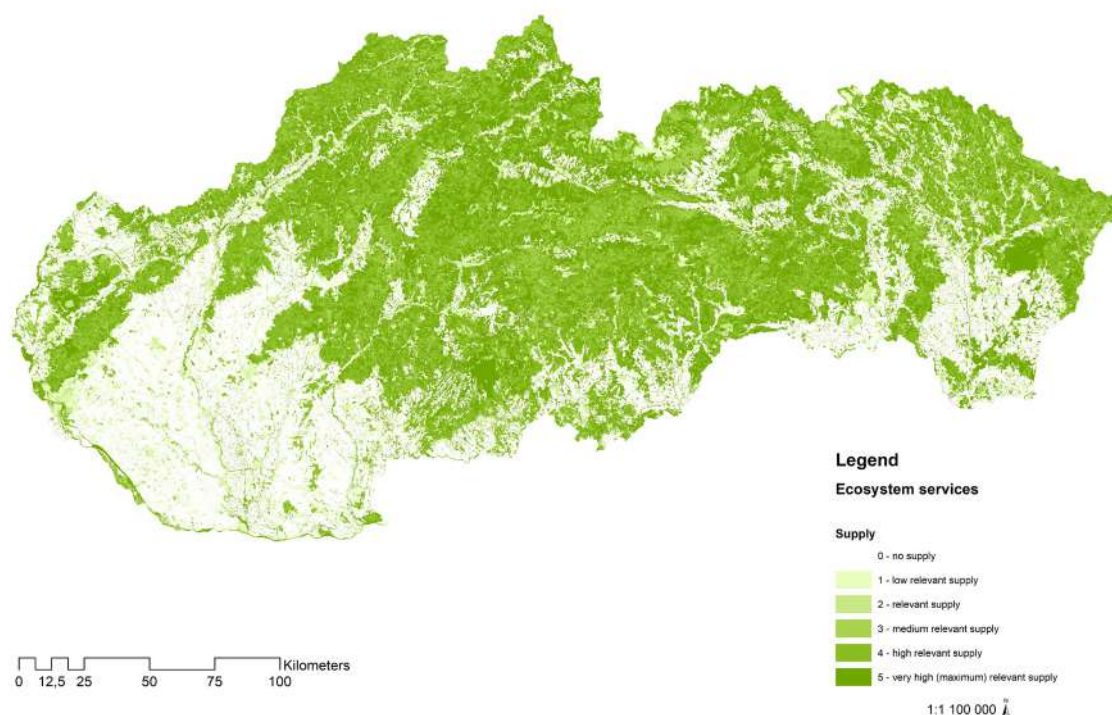 Legend
Ecosystem services
Supply
0 - no supply
1 - low relevant supply
2 - relevant supply
3 - medium relevant supply
4 - high relevant supply
5 - very high (maximum) relevant supply
Kilometers
0 12,5 25 50 75 100
1:1 100 000
N